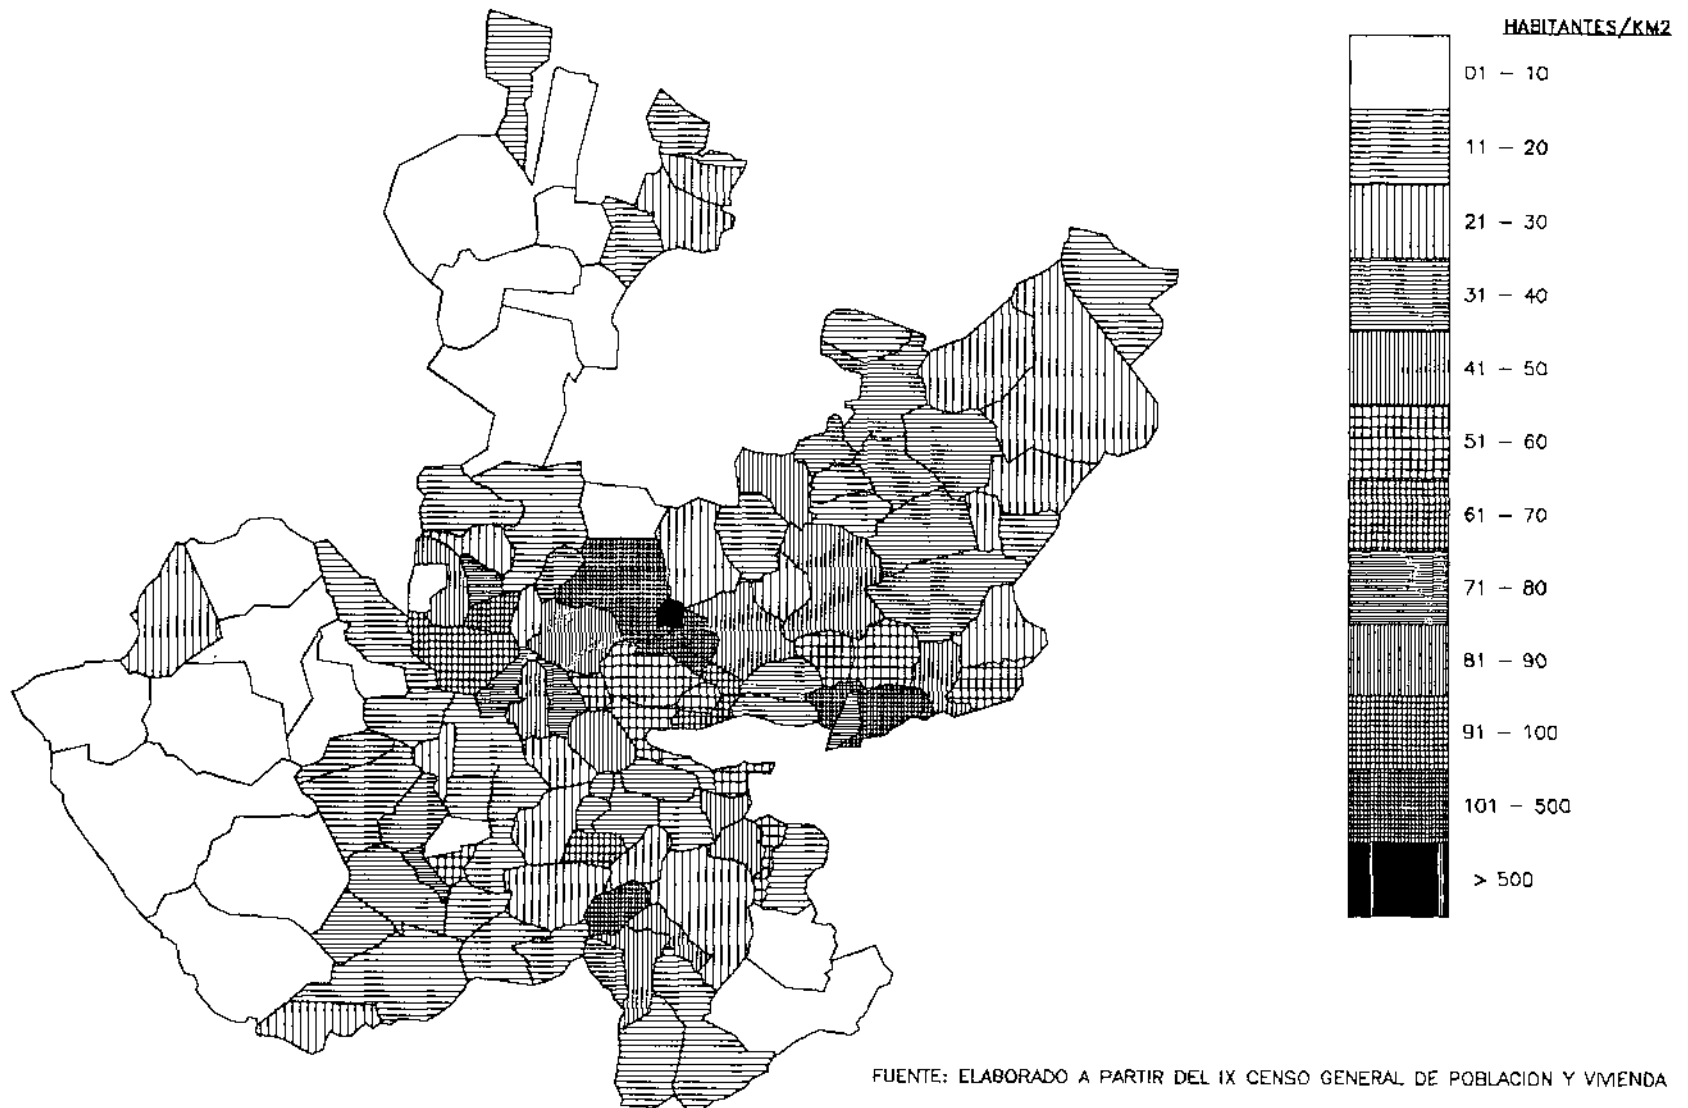 HABITANTES/KM2
01 - 10
11 - 20
21 - 30
31 - 40
41 - 50
51 - 60
61 - 70
71 - 80
81 - 90
91 - 100
101 - 500
> 500
FUENTE: ELABORADO A PARTIR DEL IX CENSO GENERAL DE POBLACION Y VIVIENDA